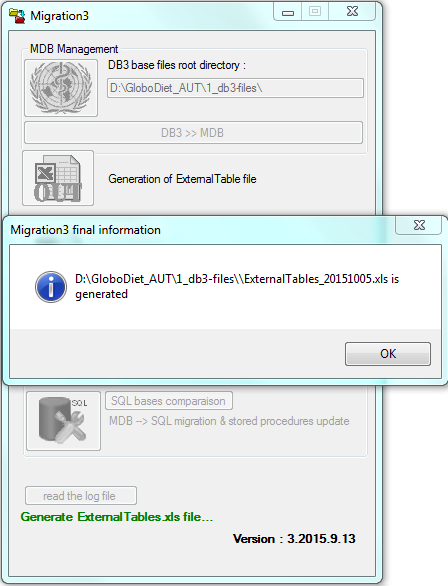 Migration3
MDB Management
DB3 base files root directory :
D:\GloboDiet_AUT\1_db3-files\
DB3 >> MDB
Generation of ExternalTable file
Migration3 final information
D:\GloboDiet_AUT\1_db3-files\\ExternalTables_20151005.xls is
generated
OK
SQL
SQL bases comparaison
MDB --> SQL migration & stored procedures update
read the log file
Generate ExternalTables.xls file...
Version : 3.2015.9.13